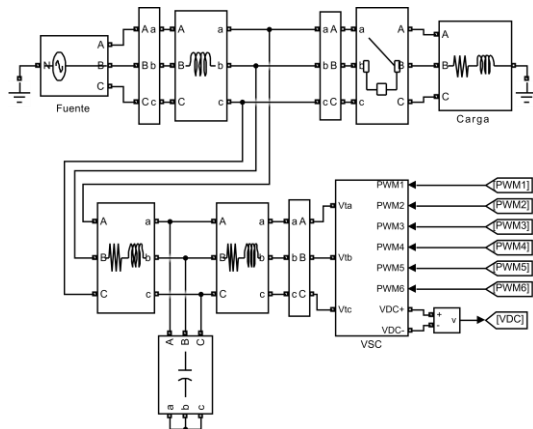 A A a A a a A a A A
N B B b B b b B b B B
C C c C c c C c C C
Fuente
Carga
A a A a a A Vta
B b B b b B Vtb
C c C c c C Vtc
PWM1 [PWM1]
PWM2 [PWM2]
PWM3 [PWM3]
PWM4 [PWM4]
PWM5 [PWM5]
PWM6 [PWM6]
VDC+ + v [VDC]
VDC- -
VSC
A B C
a b c